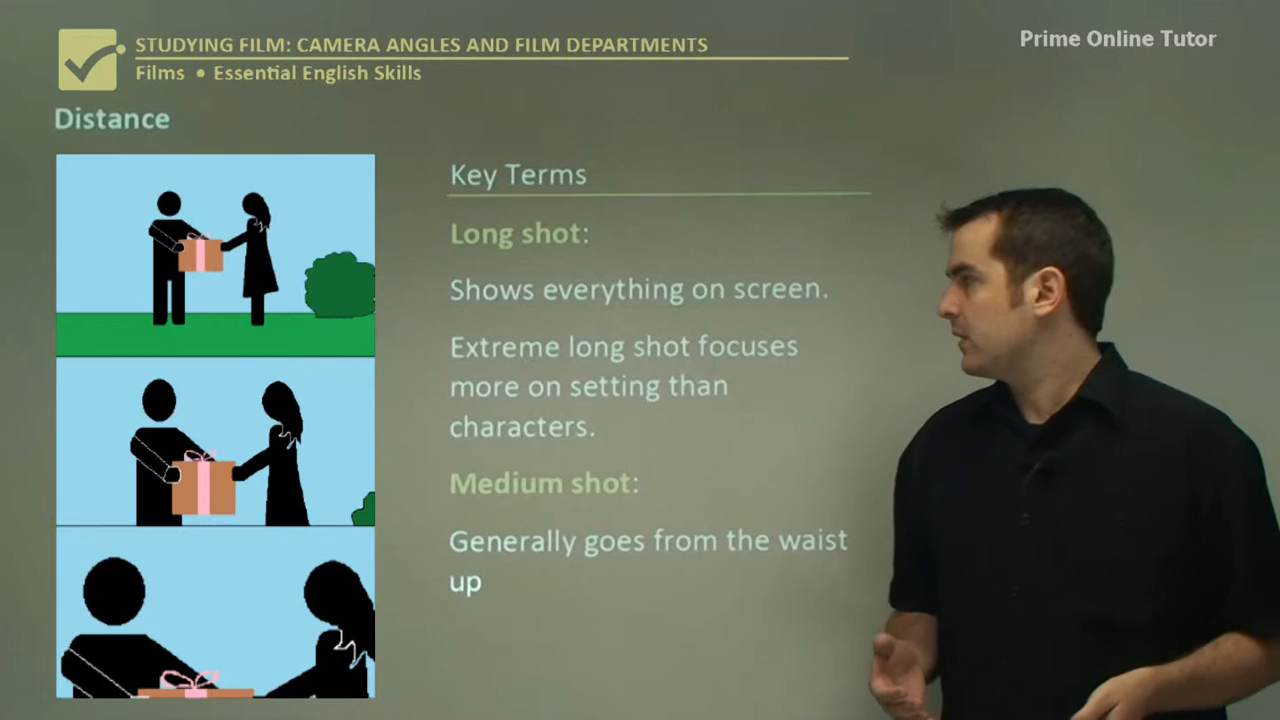 STUDYING FILM: CAMERA ANGLES AND FILM DEPARTMENTS
Films • Essential English Skills
Prime Online Tutor
Distance
Key Terms
Long shot:
Shows everything on screen.
Extreme long shot focuses
more on setting than
characters.
Medium shot:
Generally goes from the waist
up